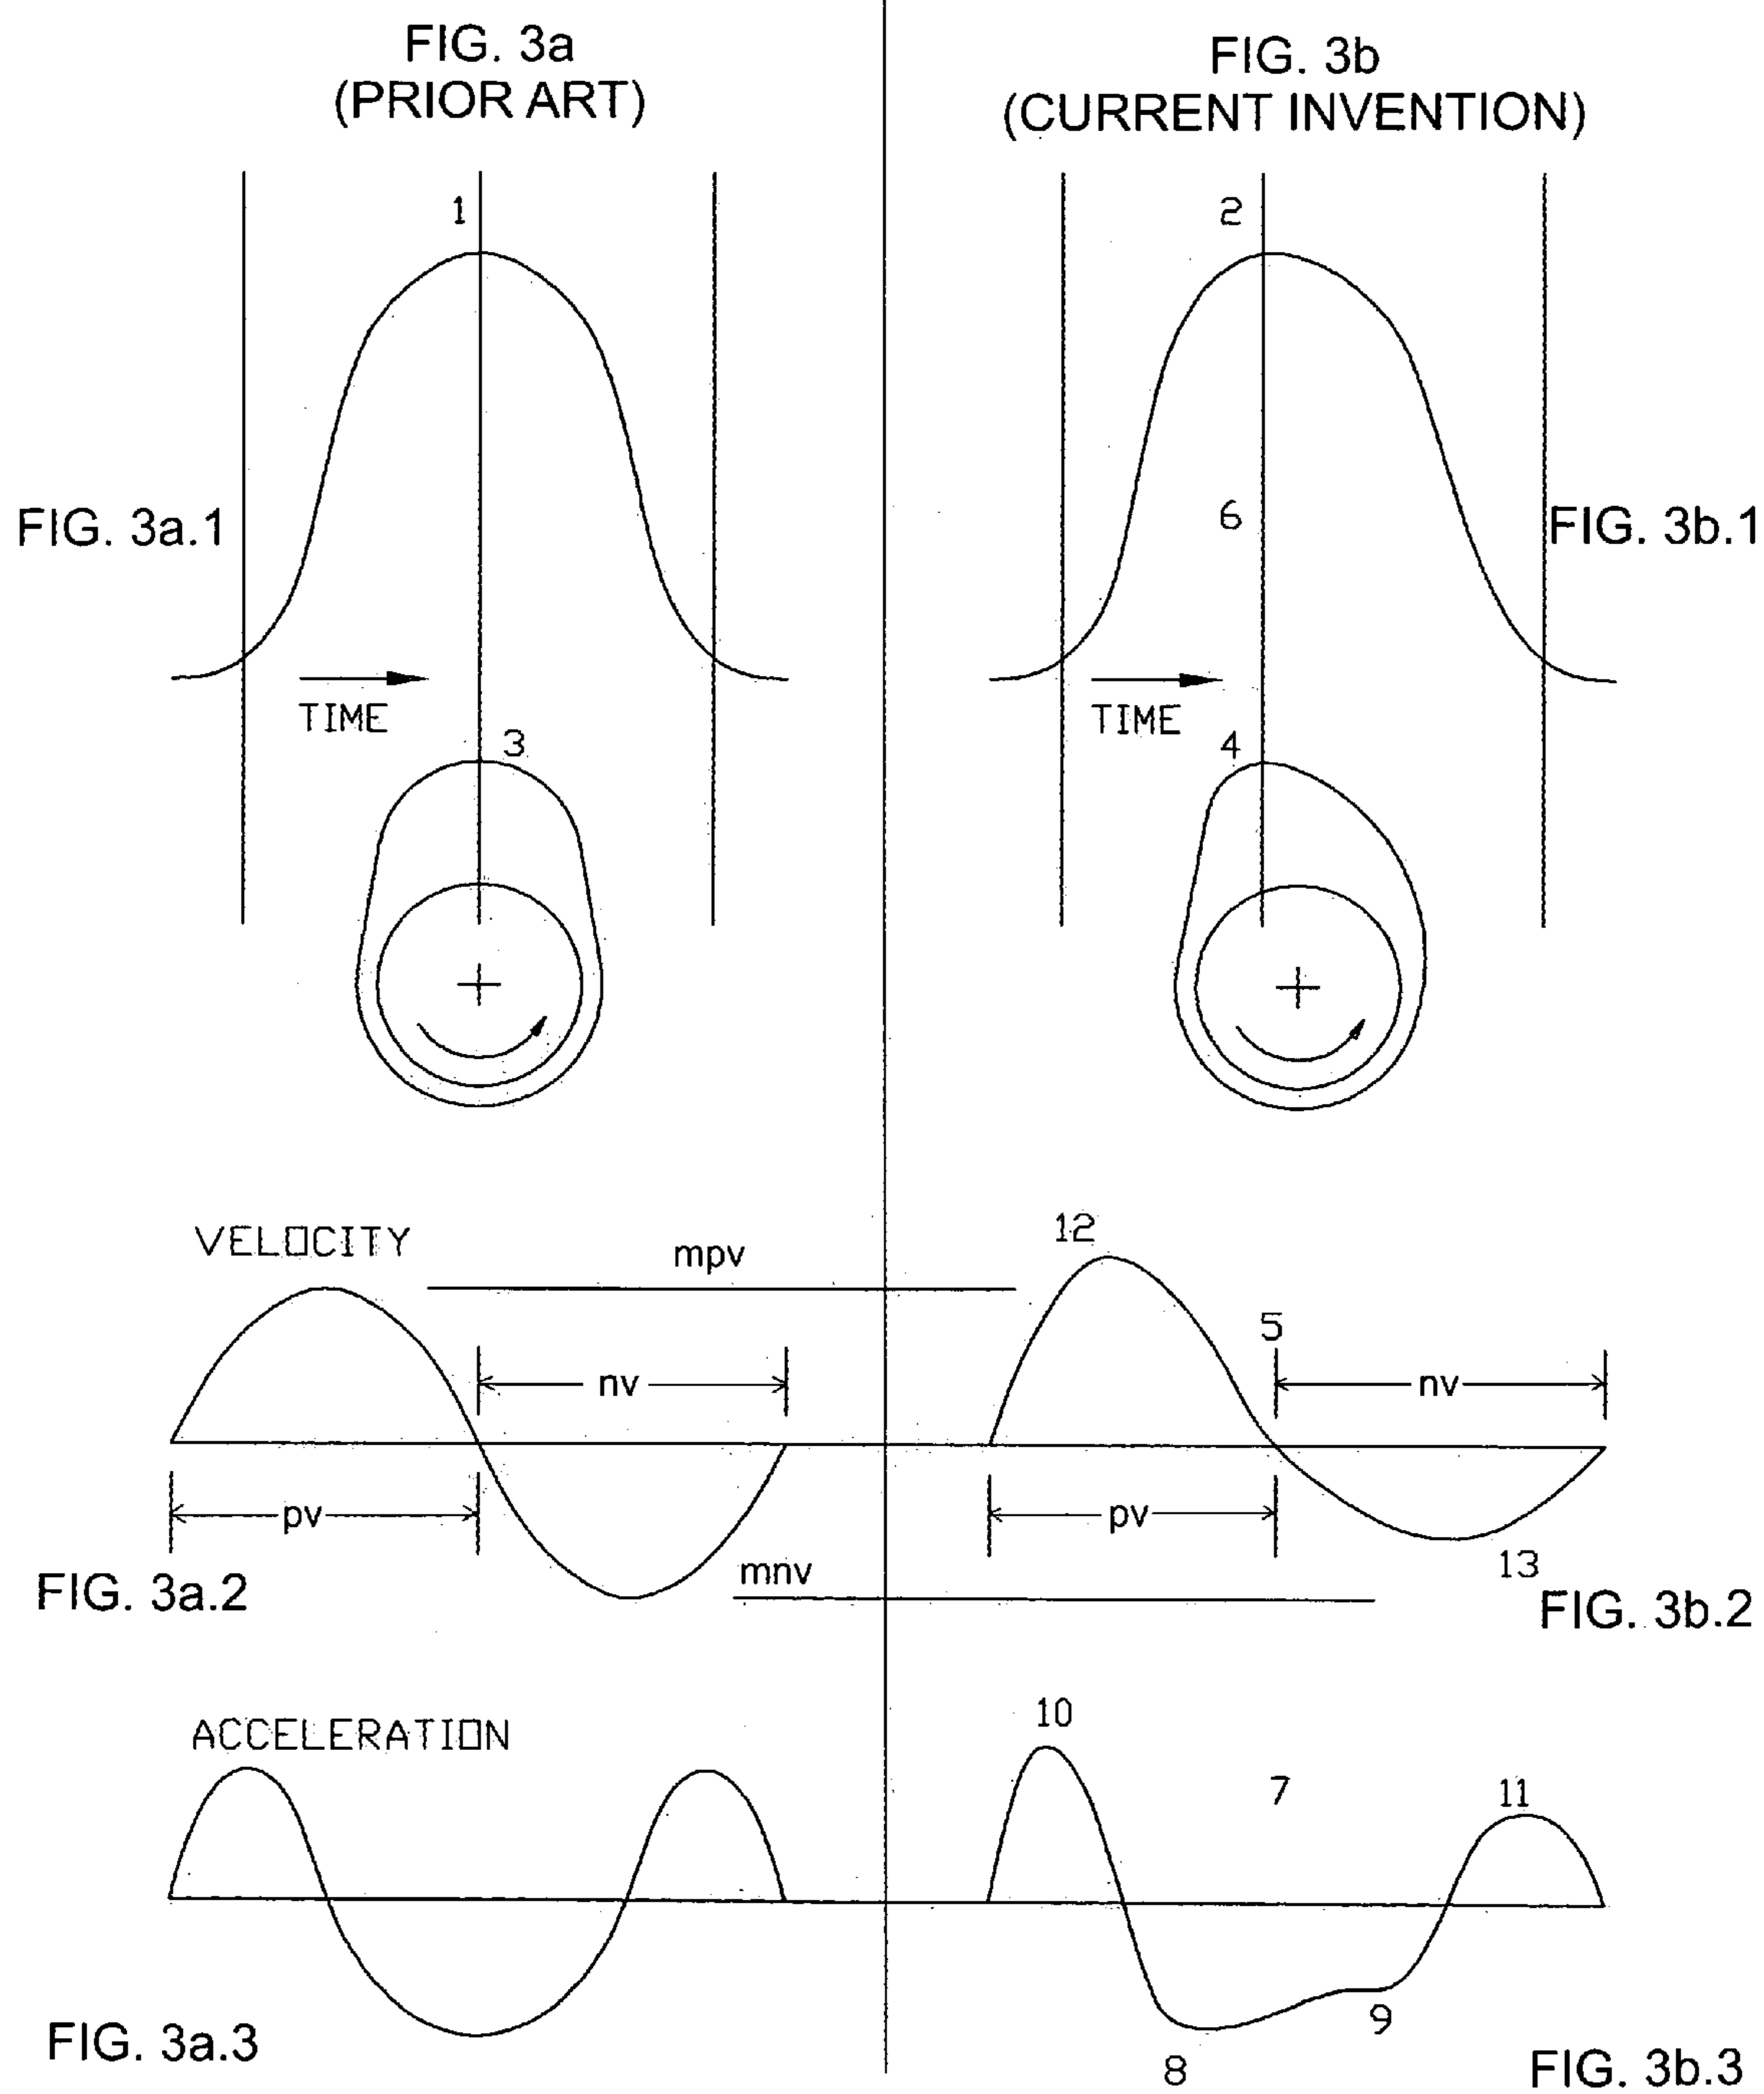 FIG. 3a
(PRIOR ART)
FIG. 3b
(CURRENT INVENTION)
1
2
FIG. 3a.1
6
FIG. 3b.1
TIME
TIME
3
4
VELOCITY
mpv
12
5
nv
nv
pv
pv
mnv
13
FIG. 3a.2
FIG. 3b.2
10
ACCELERATION
7
11
9
FIG. 3a.3
8
FIG. 3b.3